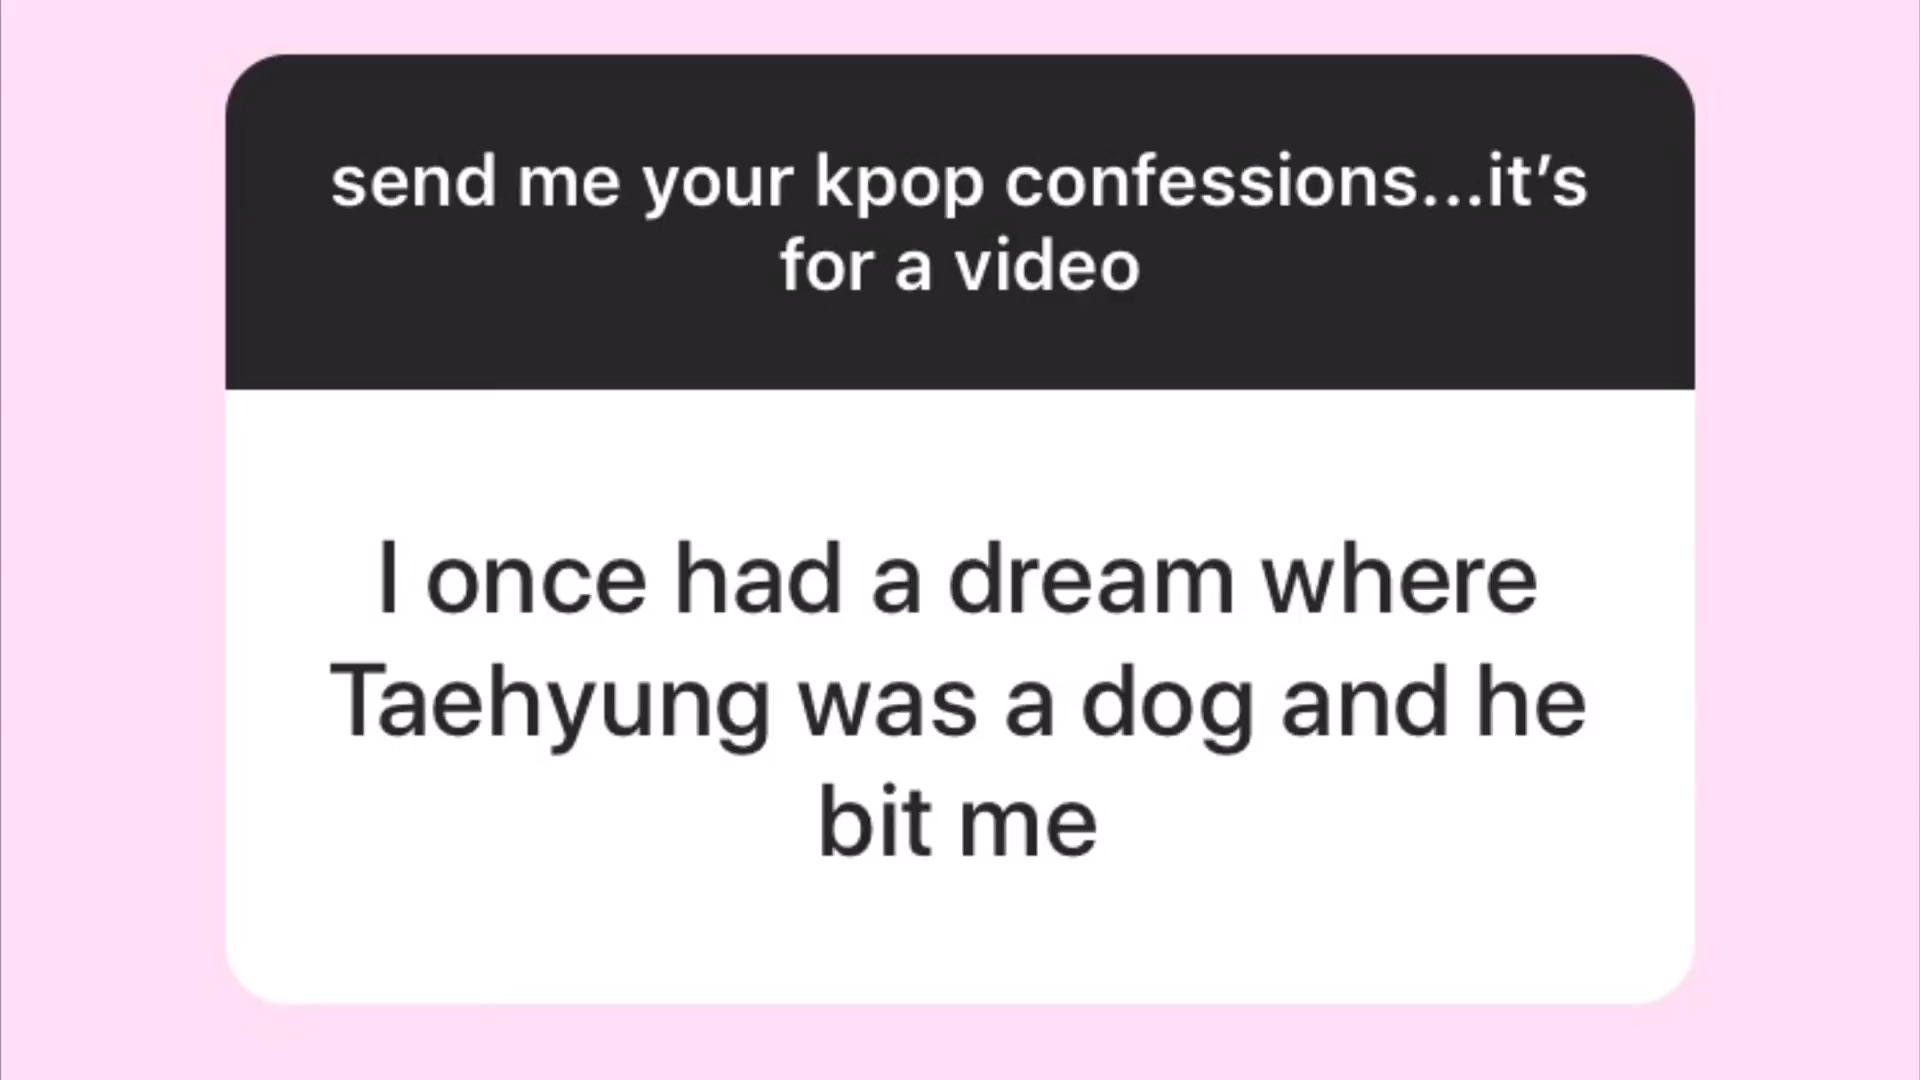 send me your kpop confessions...it’s
for a video
I once had a dream where
Taehyung was a dog and he
bit me